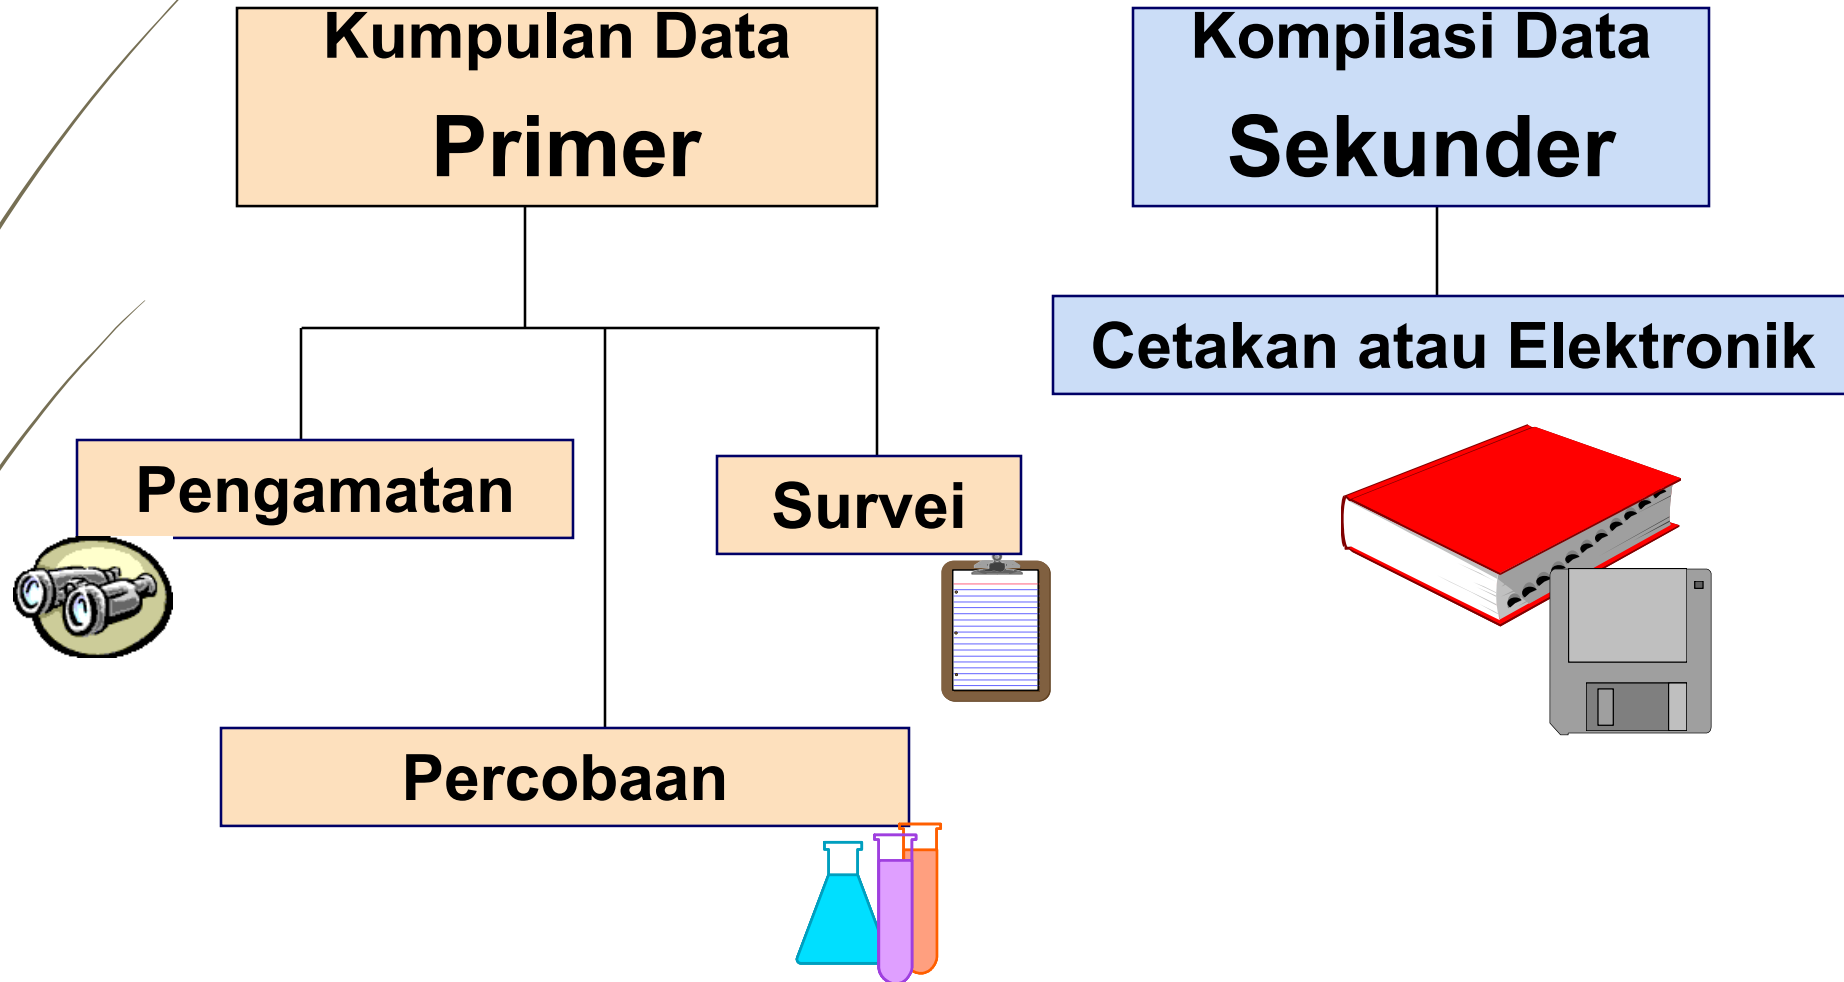 Kumpulan Data
Primer
Kompilasi Data
Sekunder
Cetakan atau Elektronik
Pengamatan
Survei
Percobaan